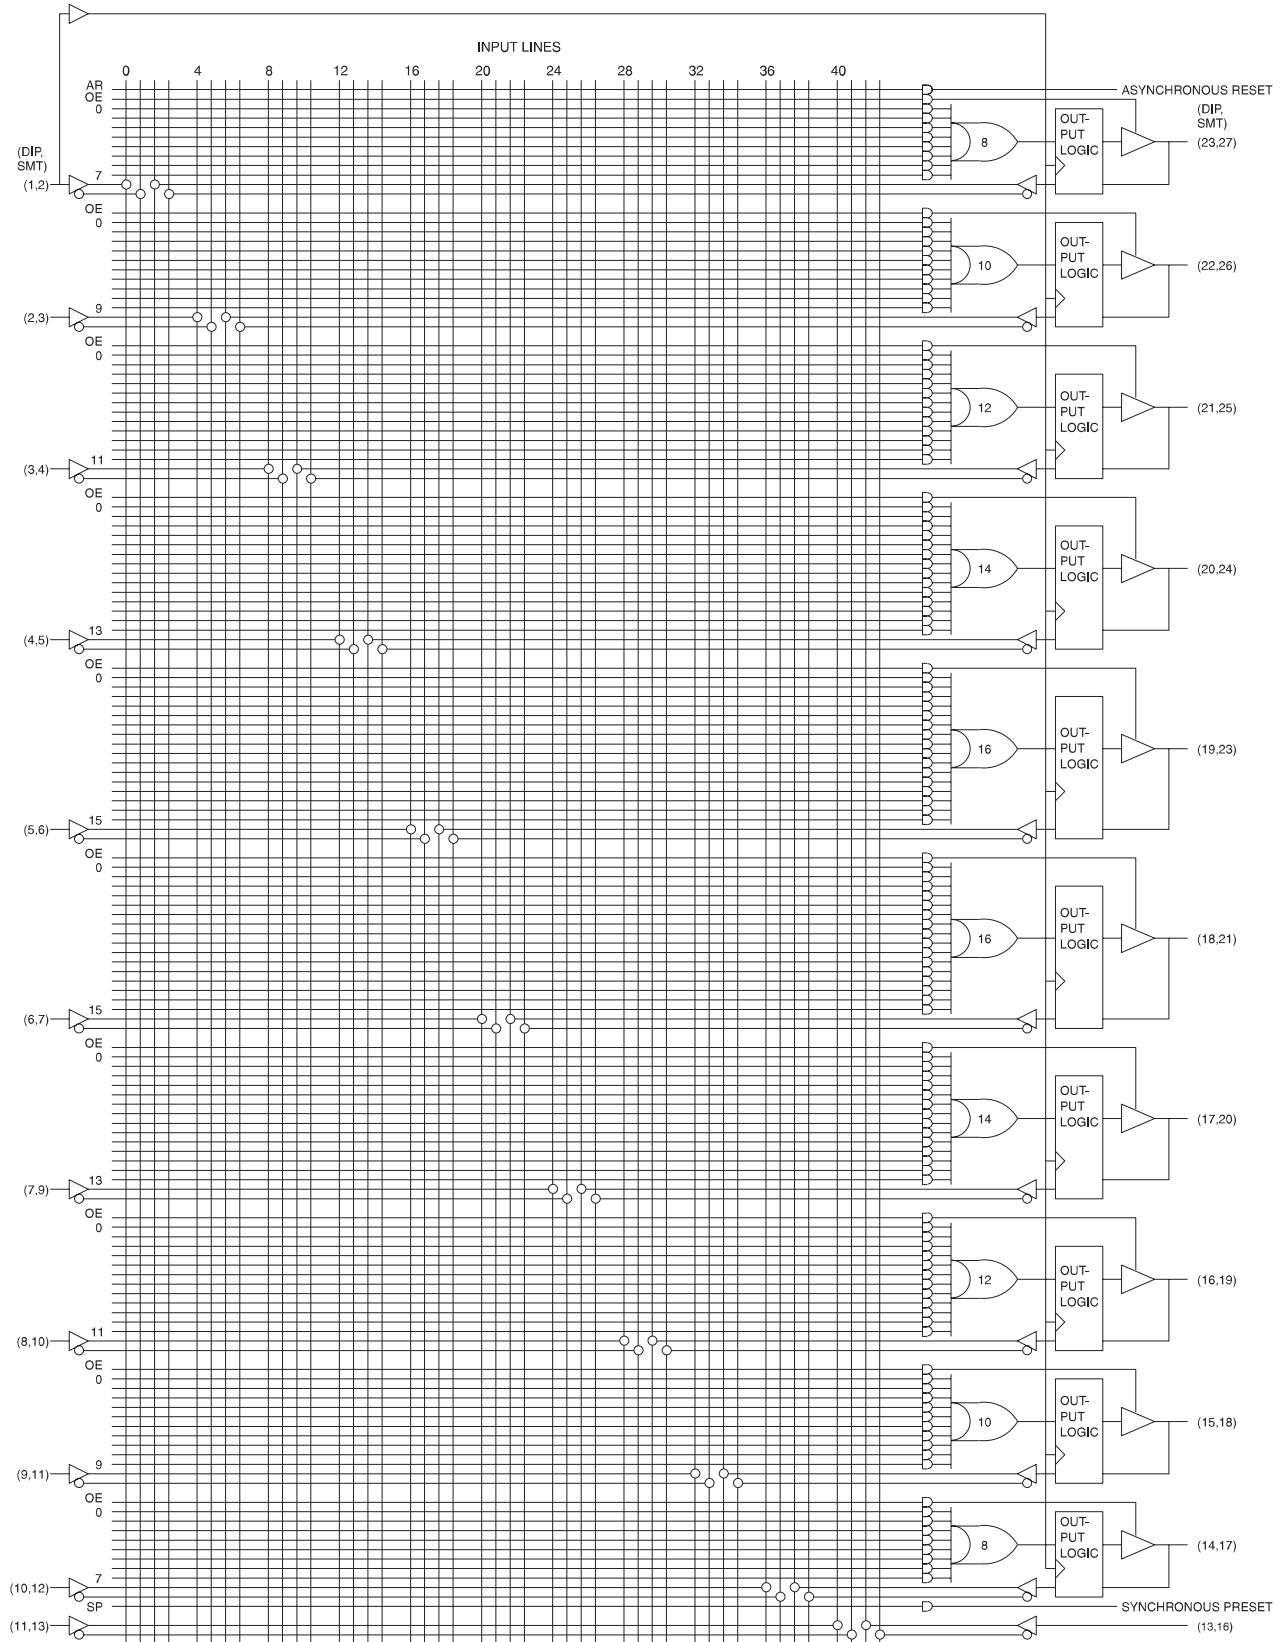 INPUT LINES
0 4 8 12 16 20 24 28 32 36 40
AR
ASYNCHRONOUS RESET
OE
0
(DIP,
SMT)
OUT-
PUT
LOGIC
8
(23,27)
(DIP,
SMT)
7
(1,2)
OE
0
OUT-
PUT
LOGIC
10
(22,26)
9
(2,3)
OE
0
OUT-
PUT
LOGIC
12
(21,25)
11
(3,4)
OE
0
OUT-
PUT
LOGIC
14
(20,24)
13
(4,5)
OE
0
OUT-
PUT
LOGIC
16
(19,23)
15
(5,6)
OE
0
OUT-
PUT
LOGIC
16
(18,21)
15
(6,7)
OE
0
OUT-
PUT
LOGIC
14
(17,20)
13
(7,9)
OE
0
OUT-
PUT
LOGIC
12
(16,19)
11
(8,10)
OE
0
OUT-
PUT
LOGIC
10
(15,18)
9
(9,11)
OE
0
OUT-
PUT
LOGIC
8
(14,17)
7
(10,12)
SP
SYNCHRONOUS PRESET
(11,13)
(13,16)